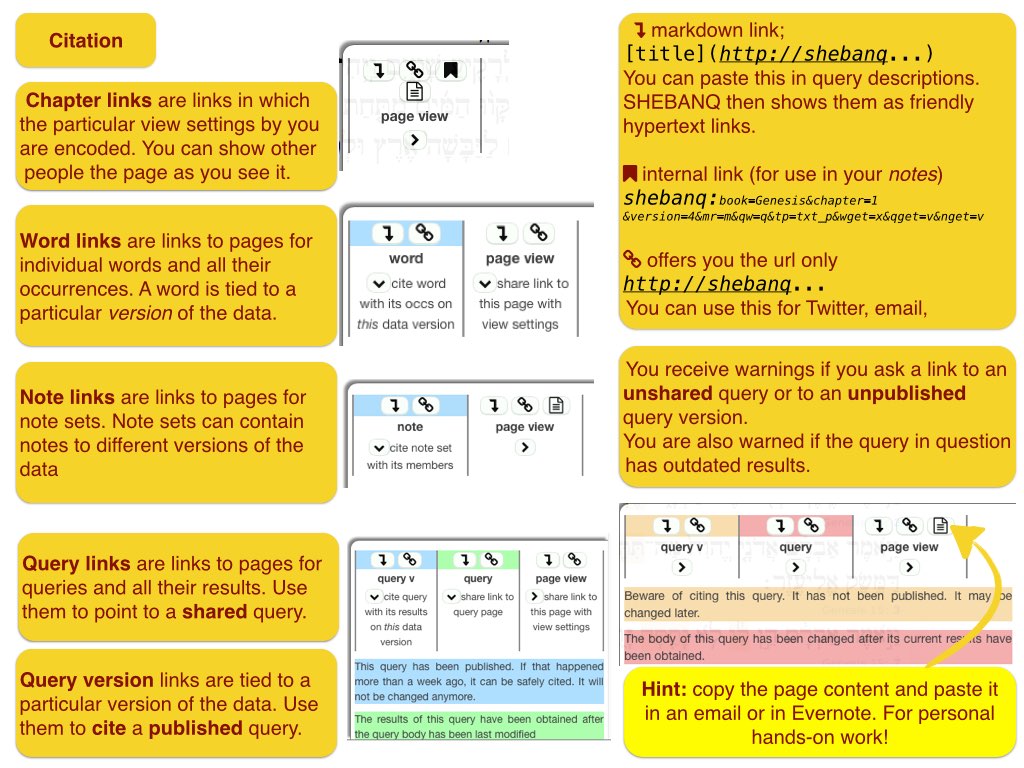 Citation
Chapter links are links in which
the particular view settings by you
are encoded. You can show other
people the page as you see it.
page view
Word links are links to pages for
individual words and all their
occurrences. A word is tied to a
particular version of the data.
word
cite word
with its occs on
this data version
page view
share link to
this page with
view settings
Note links are links to pages for
note sets. Note sets can contain
notes to different versions of the
data
note
cite note set
with its members
page view
Query links are links to pages for
queries and all their results. Use
them to point to a shared query.
Query version links are tied to a
particular version of the data. Use
them to cite a published query.
query v
cite query
with its results
on this data
version
query
share link to
query page
page view
share link to
this page with
view settings
This query has been published. If that happened
more than a week ago, it can be safely cited. It will
not be changed anymore.
The results of this query have been obtained after
the query body has been last modified
markdown link;
[title](http://shebanq...)
You can paste this in query descriptions.
SHEBANQ then shows them as friendly
hypertext links.
internal link (for use in your notes)
shebanq:book=Genesis&chapter=1
&version=4&mr=m&qw=q&tp=txt_p&wget=x&qget=v&nget=v
offers you the url only
http://shebanq...
You can use this for Twitter, email,
You receive warnings if you ask a link to an
unshared query or to an unpublished
query version.
You are also warned if the query in question
has outdated results.
query v
query
page view
Beware of citing this query. It has not been published. It may be
changed later.
The body of this query has been changed after its current results have
been obtained.
Hint: copy the page content and paste it
in an email or in Evernote. For personal
hands-on work!